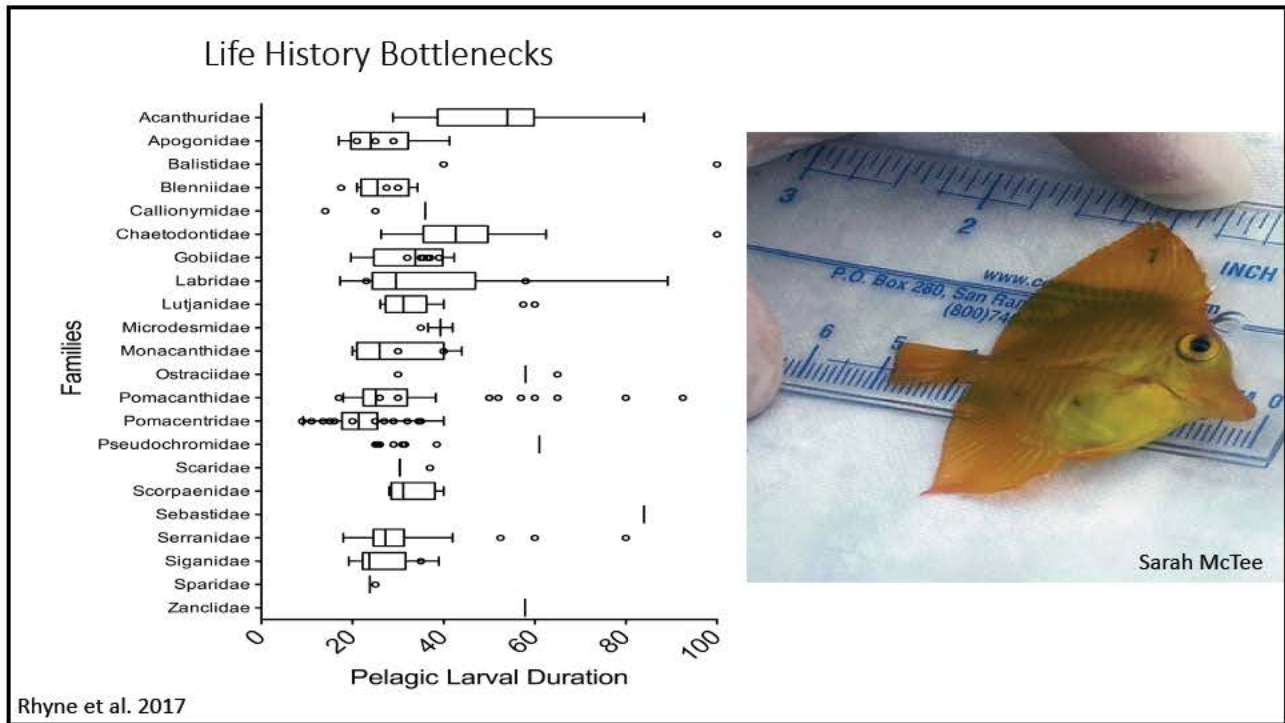 Life History Bottlenecks
Families
Acanthuridae
Apogonidae
Balistidae
Blenniidae
Callionymidae
Chaetodontidae
Gobiidae
Labridae
Lutjanidae
Microdesmidae
Monacanthidae
Ostraciidae
Pomacanthidae
Pomacentridae
Pseudochromidae
Scaridae
Scorpaenidae
Sebastidae
Serranidae
Siganidae
Sparidae
Zanclidae
0 20 40 60 80 100
Pelagic Larval Duration
Rhyne et al. 2017
3 2 1
INCH
www.c
P.O. Box 280, San Ra
(800)74
6 5 0
Sarah McTee